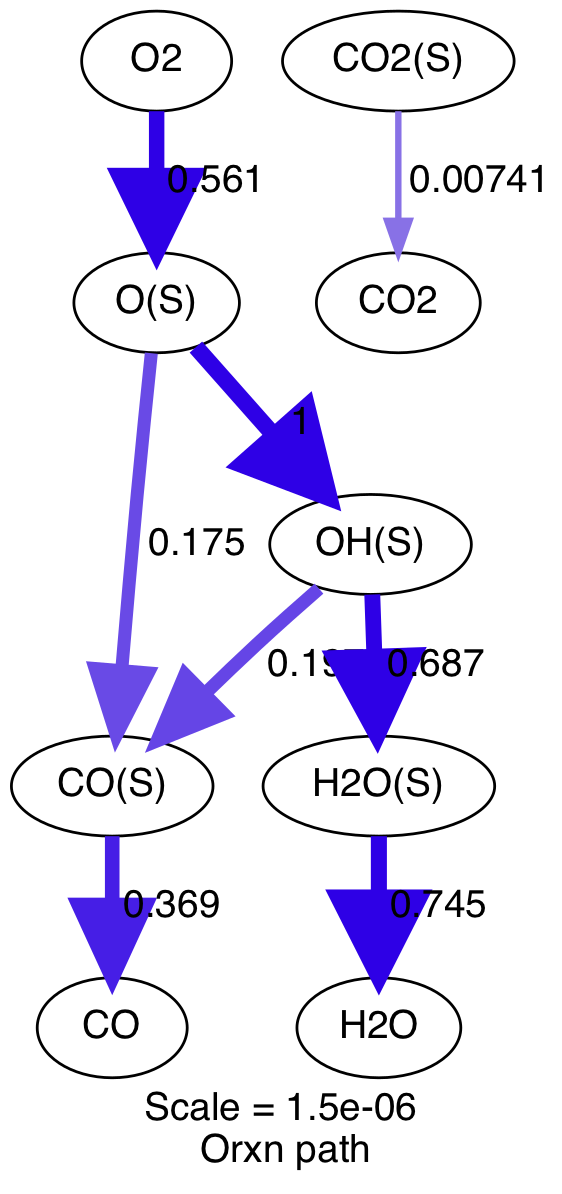 O2
CO2(S)
0.561
0.00741
O(S)
CO2
1
0.175
OH(S)
0.687
CO(S)
H2O(S)
0.369
0.745
CO
H2O
Scale = 1.5e-06
Orxn path